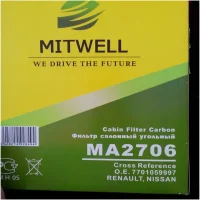 MITWELL
WE DRIVE THE FUTURE
Cabin Filter Carbon
Фильтр салонный угольный
MA2706
Cross Reference
O.E. 7701059997
RENAULT, NISSAN